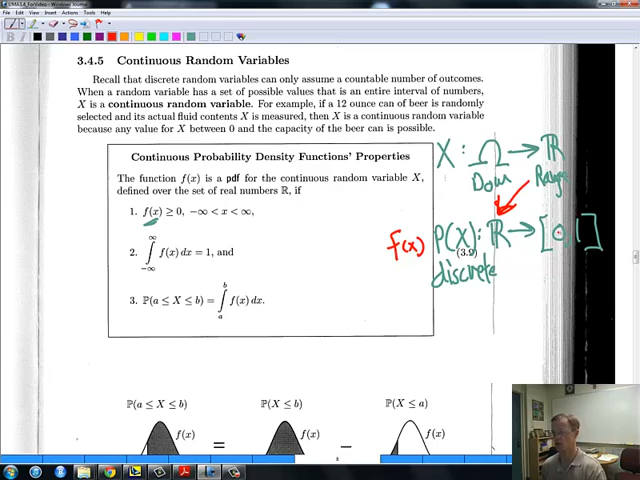 UMA3.4_ForVideo - Windows Journal
File Edit View Insert Actions Tools Help
3.4.5 Continuous Random Variables
Recall that discrete random variables can only assume a countable number of outcomes.
When a random variable has a set of possible values that is an entire interval of numbers,
X is a continuous random variable. For example, if a 12 ounce can of beer is randomly
selected and its actual fluid contents X is measured, then X is a continuous random variable
because any value for X between 0 and the capacity of the beer can is possible.
Continuous Probability Density Functions' Properties
The function f(x) is a pdf for the continuous random variable X,
defined over the set of real numbers ℝ, if
1. f(x) ≥ 0, −∞ < x < ∞,
2. ∫_{−∞}^{∞} f(x) dx = 1, and
3. ℙ(a ≤ X ≤ b) = ∫_a^b f(x) dx.
X : Ω → ℝ
Dom Range
f(x) P(X): ℝ → [0,1]
(3.9)
discrete
ℙ(a ≤ X ≤ b) ℙ(X ≤ b) ℙ(X ≤ a)
f(x) = f(x) − f(x)